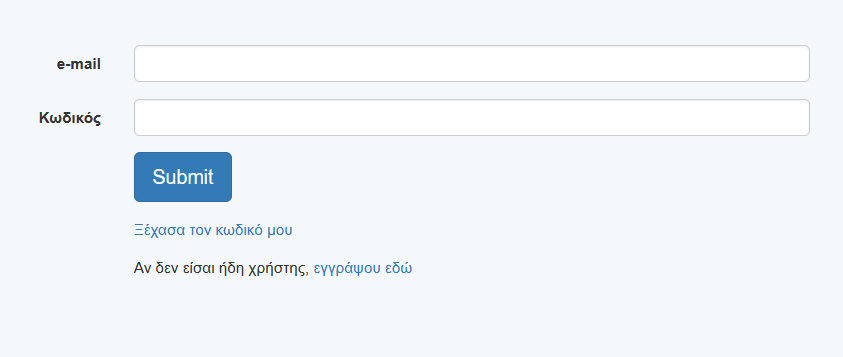 e-mail
Κωδικός
Submit
Ξέχασα τον κωδικό μου
Αν δεν είσαι ήδη χρήστης, εγγράψου εδώ